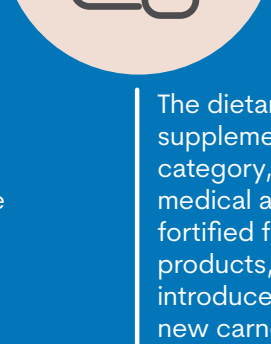 The dietar
suppleme
category,
medical a
e
fortified f
products,
introduce
new carn